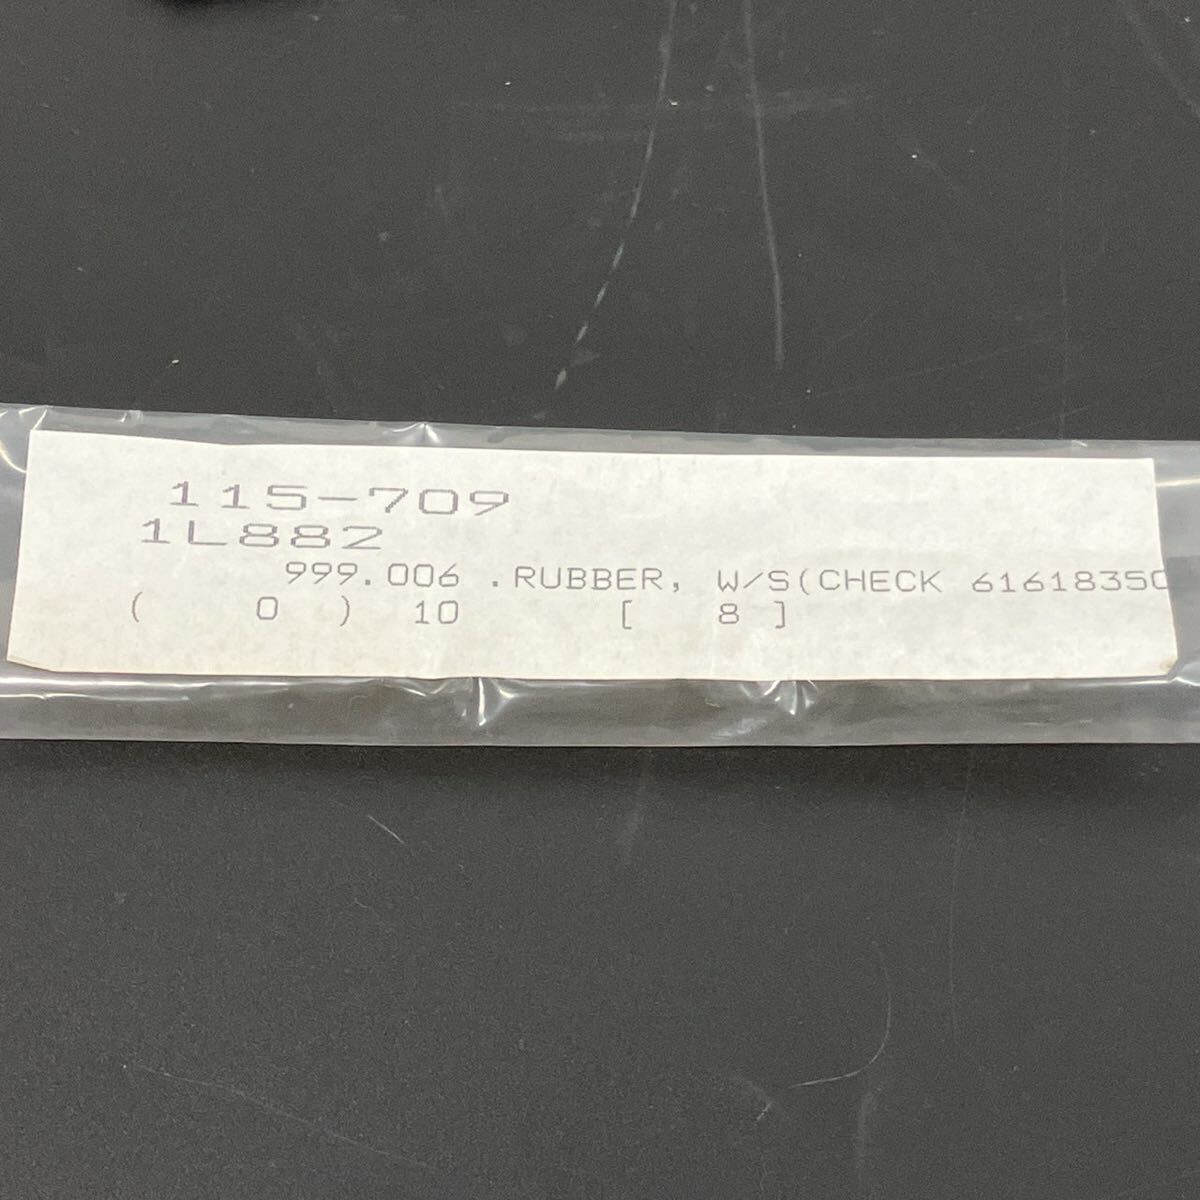 115-709
1L882
999.006 .RUBBER, W/S(CHECK 61618350
( 0 ) 10 [ 8 ]